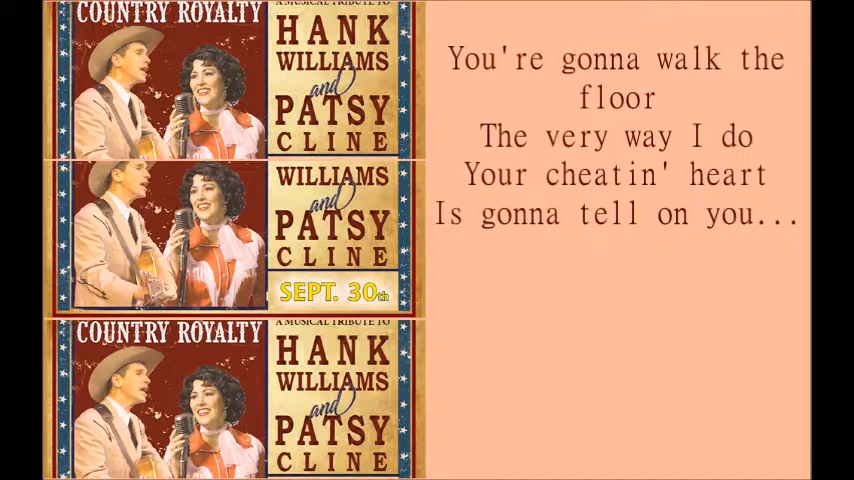 COUNTRY ROYALTY
A MUSICAL TRIBUTE TO
HANK
WILLIAMS
and
PATSY
CLINE
WILLIAMS
and
PATSY
CLINE
SEPT. 30th
COUNTRY ROYALTY
A MUSICAL TRIBUTE TO
HANK
WILLIAMS
and
PATSY
CLINE
You're gonna walk the
floor
The very way I do
Your cheatin' heart
Is gonna tell on you...